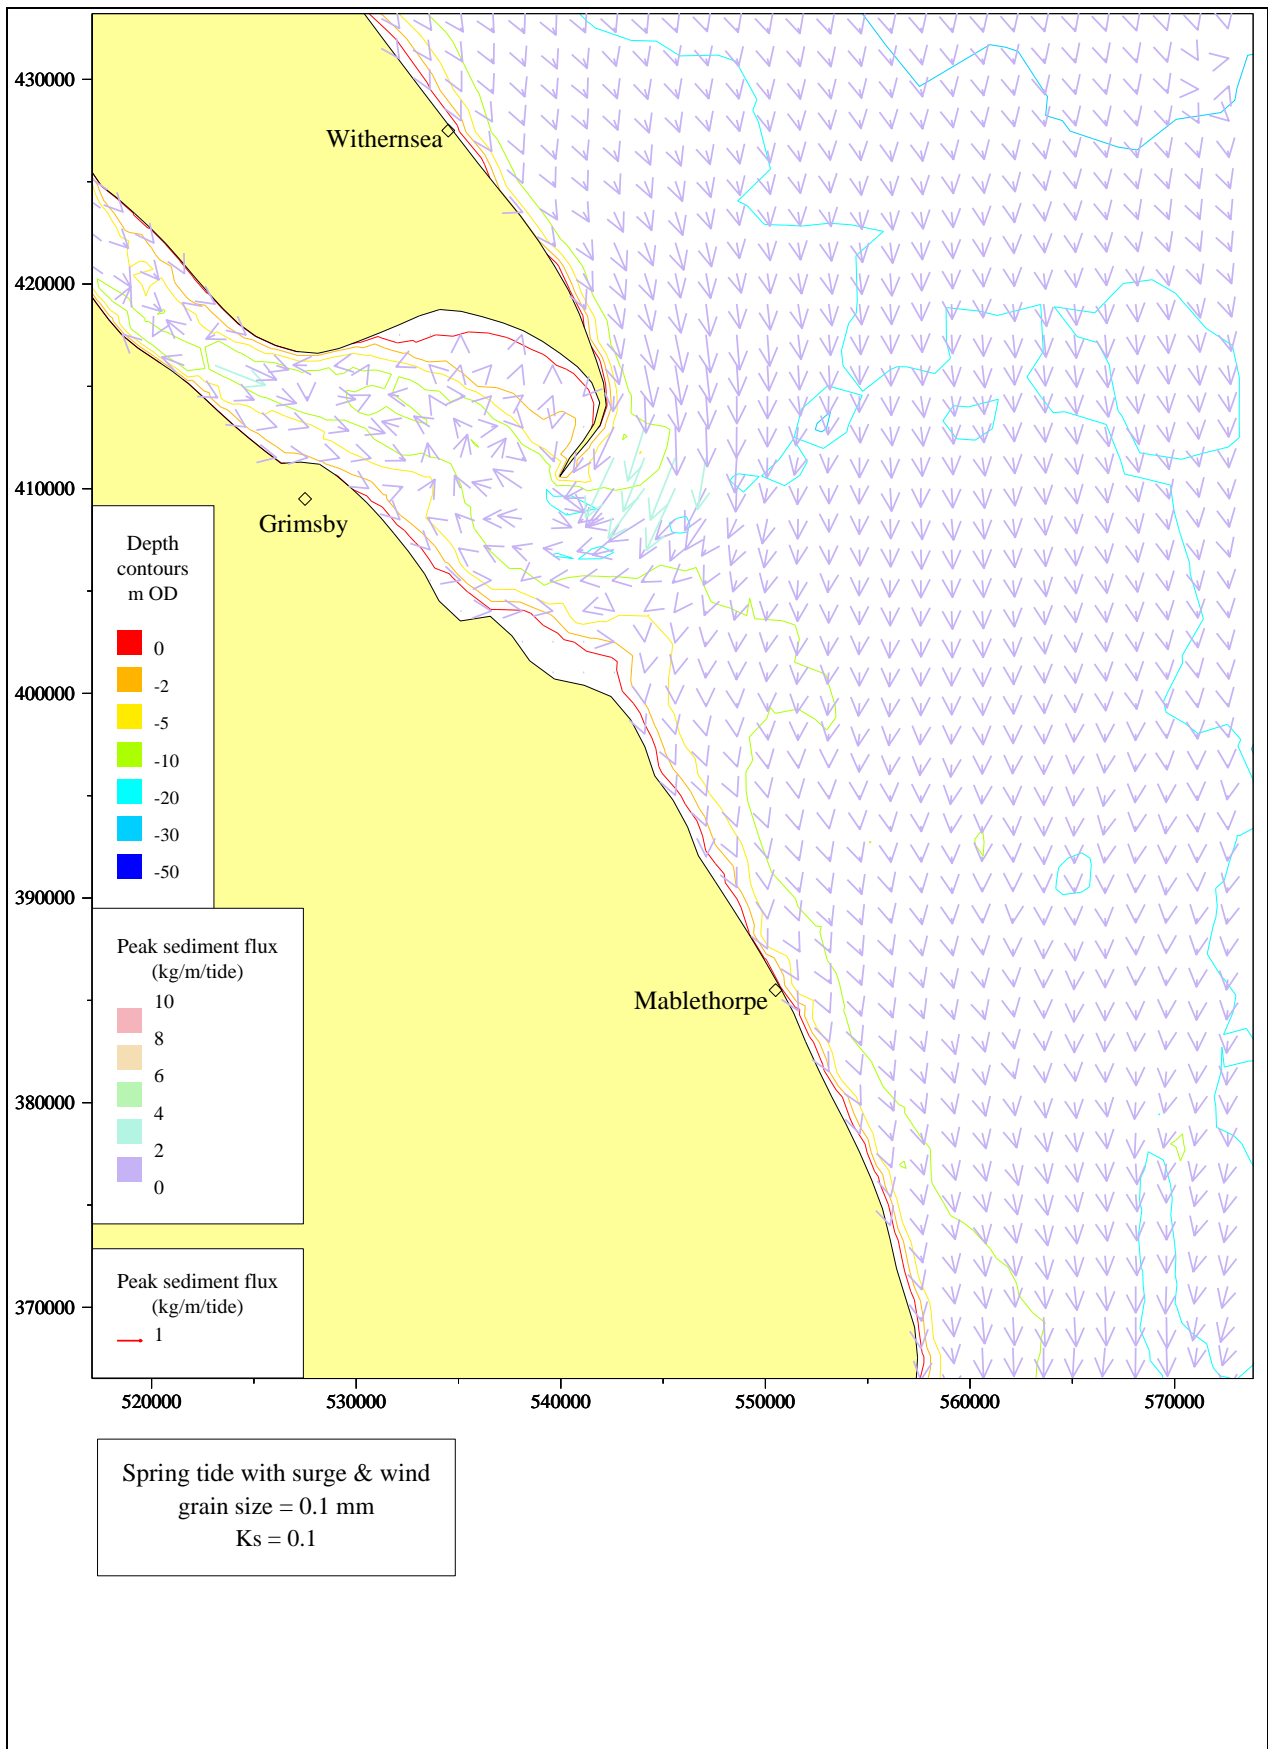 430000
420000
410000
400000
390000
380000
370000
Withernsea
Grimsby
Mablethorpe
Depth
contours
m OD
0
-2
-5
-10
-20
-30
-50
Peak sediment flux
(kg/m/tide)
10
8
6
4
2
0
Peak sediment flux
(kg/m/tide)
1
520000 530000 540000 550000 560000 570000
Spring tide with surge & wind
grain size = 0.1 mm
Ks = 0.1